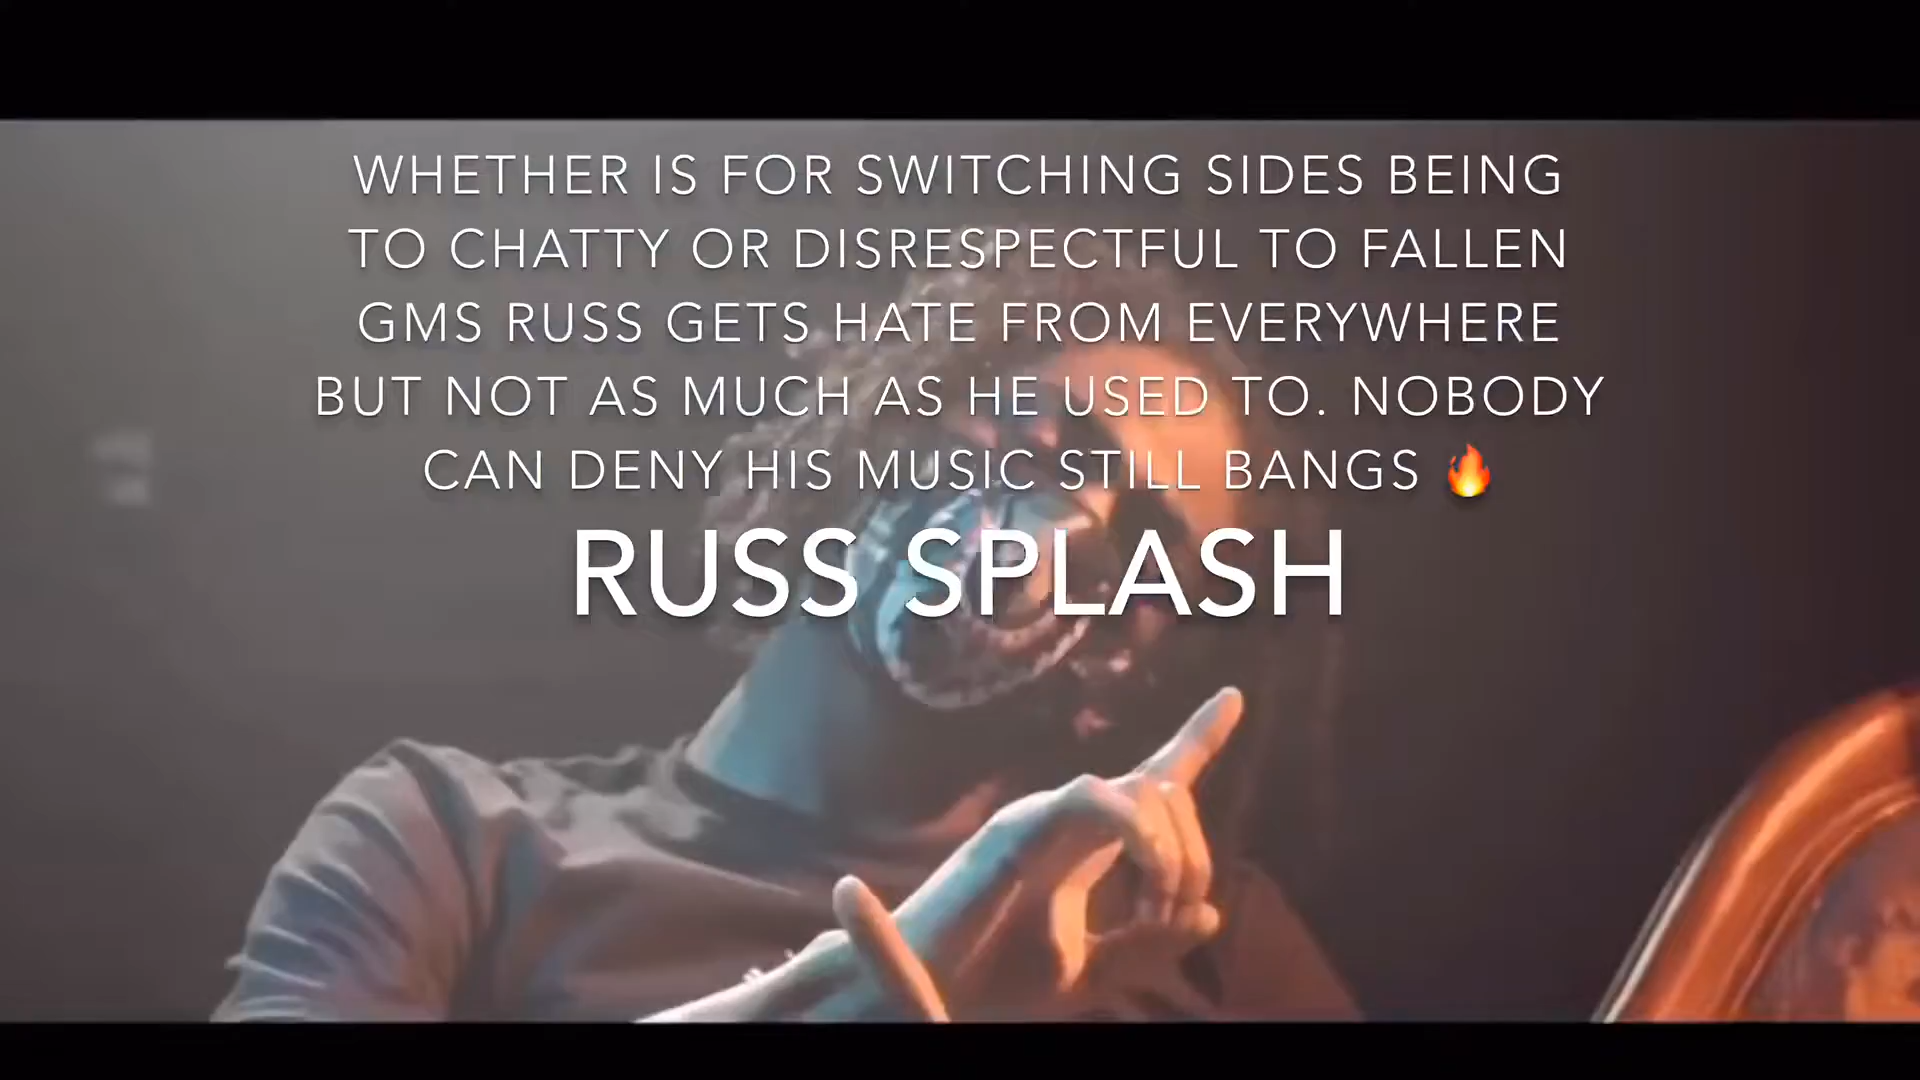 WHETHER IS FOR SWITCHING SIDES BEING
TO CHATTY OR DISRESPECTFUL TO FALLEN
GMS RUSS GETS HATE FROM EVERYWHERE
BUT NOT AS MUCH AS HE USED TO. NOBODY
CAN DENY HIS MUSIC STILL BANGS 🔥
RUSS SPLASH